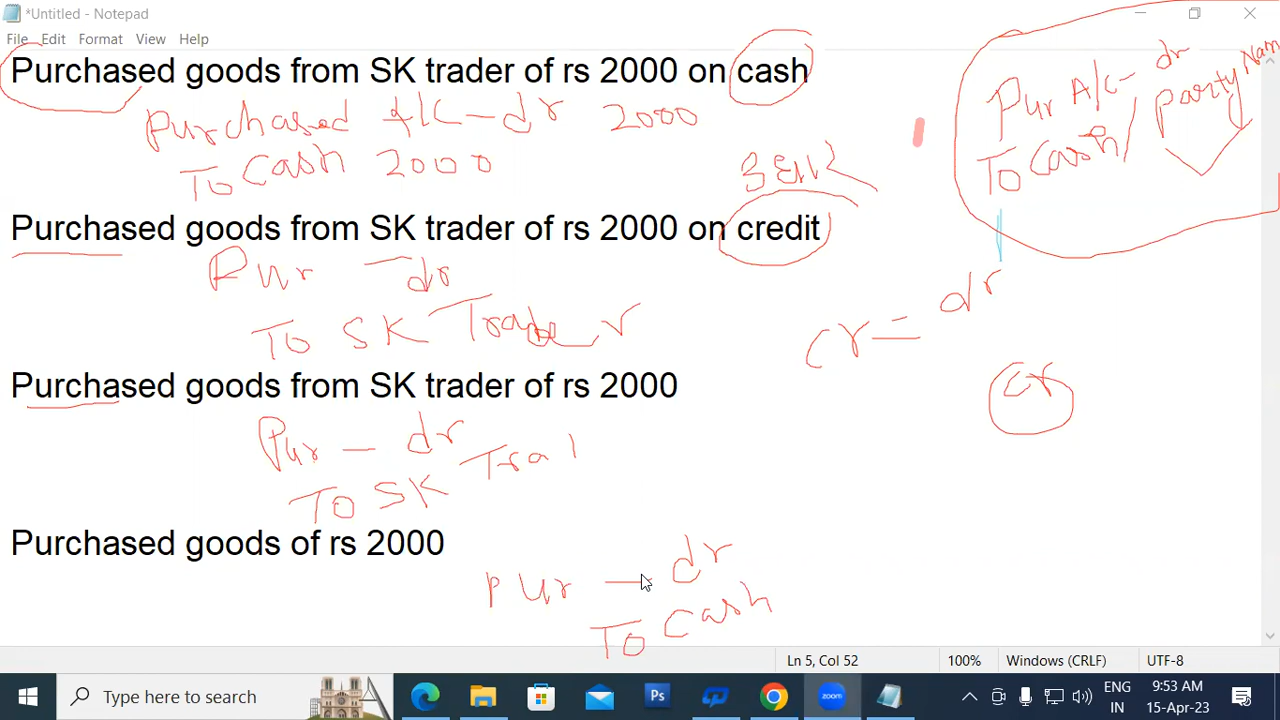 *Untitled - Notepad
File Edit Format View Help
Purchased goods from SK trader of rs 2000 on cash
Purchased A/C - dr 2000
To Cash 2000
Pur A/C - dr
To Cash / party Nam
Purchased goods from SK trader of rs 2000 on credit
Pur — dr
To SK Trader
cr = dr
cr
Purchased goods from SK trader of rs 2000
Pur — dr
To SK Tra
Purchased goods of rs 2000
Pur — dr
To Cash
Ln 5, Col 52 100% Windows (CRLF) UTF-8
Type here to search
Ps
zoom
ENG
IN
9:53 AM
15-Apr-23